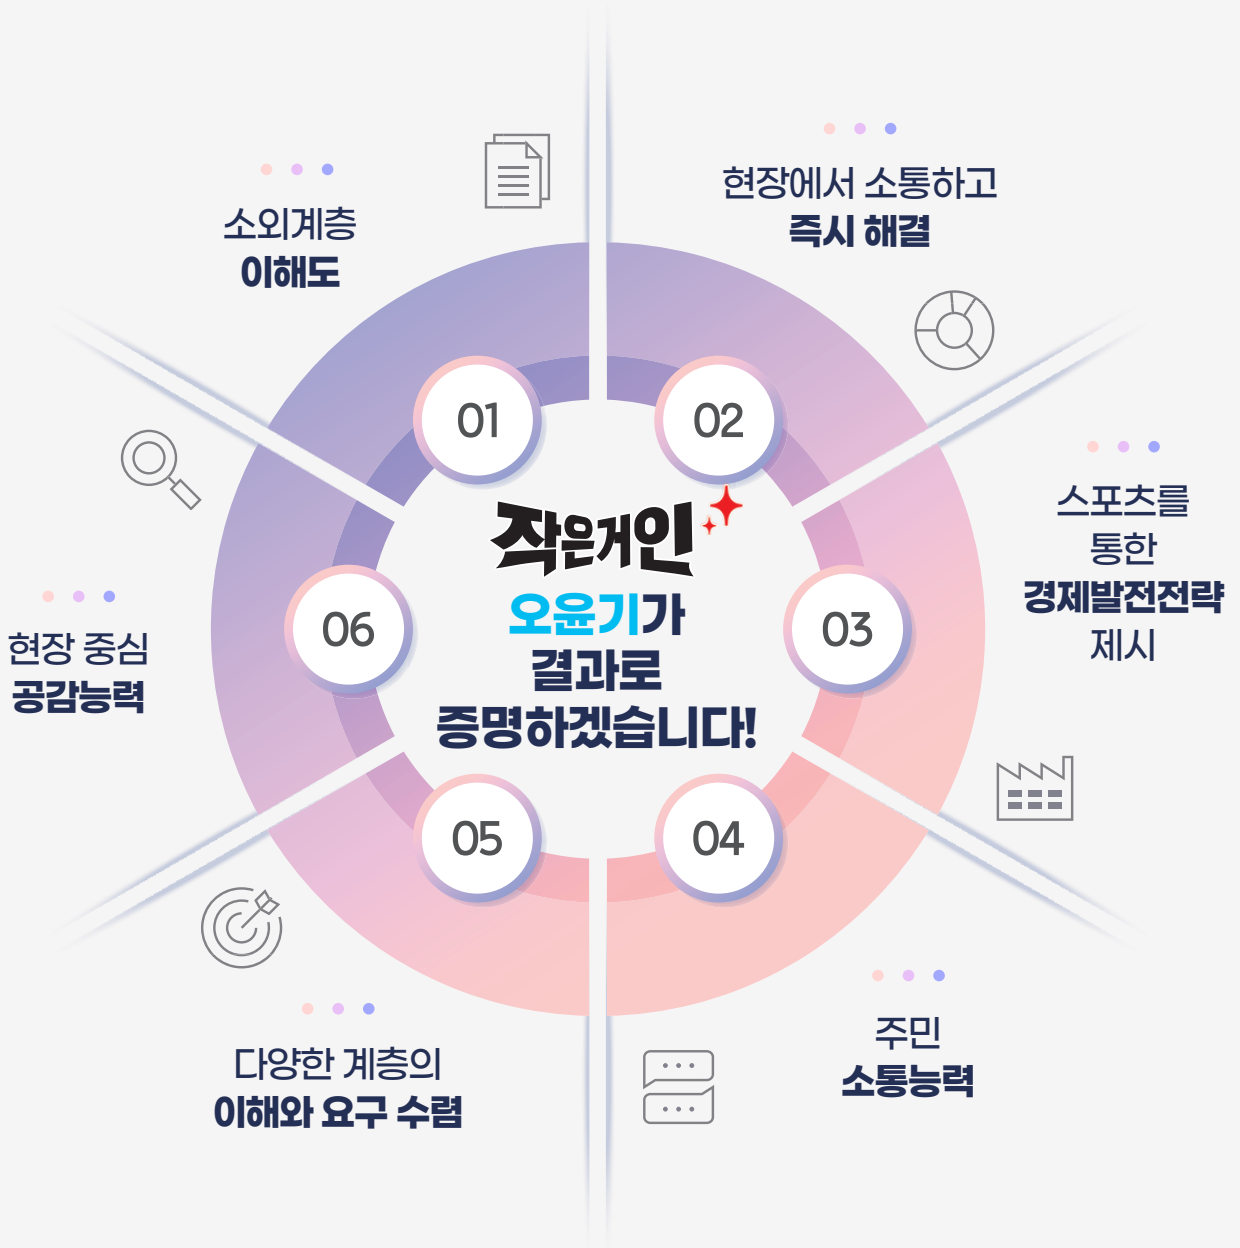 01
소외계층
이해도
02
현장에서 소통하고
즉시 해결
03
스포츠를
통한
경제발전전략
제시
04
주민
소통능력
05
다양한 계층의
이해와 요구 수렴
06
현장 중심
공감능력
작은거인
오윤기가
결과로
증명하겠습니다!